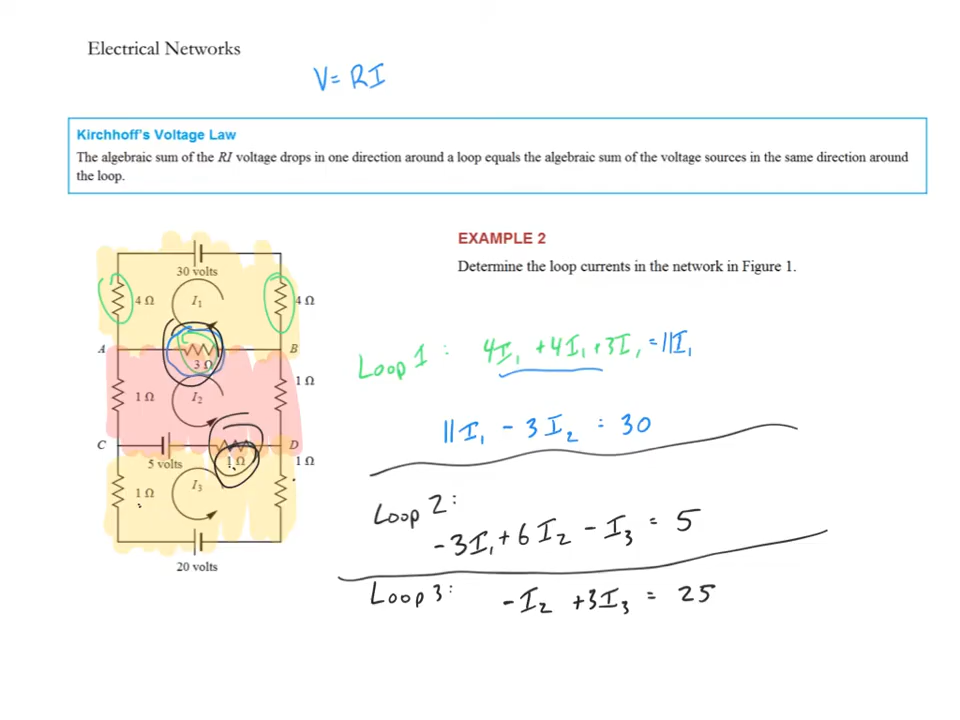 Electrical Networks
V= RI
Kirchhoff's Voltage Law
The algebraic sum of the RI voltage drops in one direction around a loop equals the algebraic sum of the voltage sources in the same direction around
the loop.
EXAMPLE 2
Determine the loop currents in the network in Figure 1.
30 volts
4 Ω
I₁
4 Ω
A
B
3 Ω
1 Ω
1 Ω
I₂
C
D
5 volts
1 Ω
1 Ω
1 Ω
I₃
20 volts
Loop 1: 4I₁ +4I₁ +3I₁ = 11I₁
11I₁ - 3I₂ = 30
Loop 2:
-3I₁ + 6I₂ - I₃ = 5
Loop 3: -I₂ +3I₃ = 25